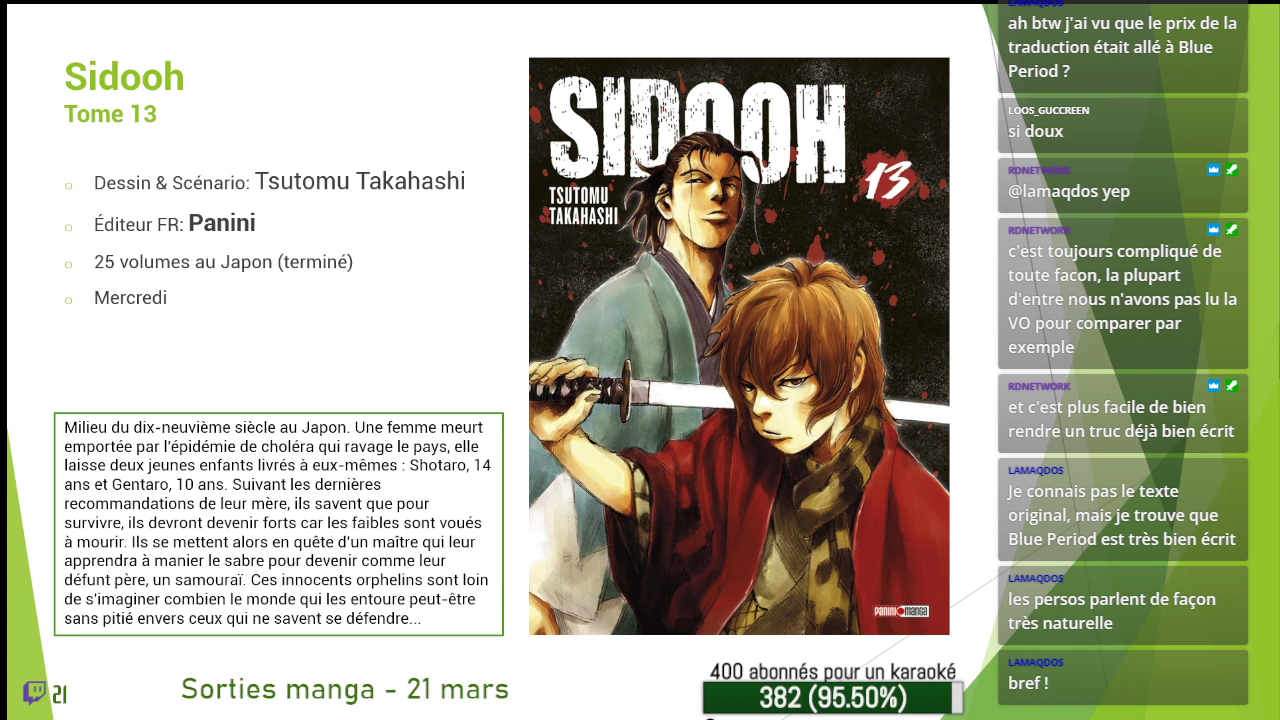 Sidooh
Tome 13
Dessin & Scénario: Tsutomu Takahashi
Éditeur FR: Panini
25 volumes au Japon (terminé)
Mercredi
Milieu du dix-neuvième siècle au Japon. Une femme meurt
emportée par l'épidémie de choléra qui ravage le pays, elle
laisse deux jeunes enfants livrés à eux-mêmes : Shotaro, 14
ans et Gentaro, 10 ans. Suivant les dernières
recommandations de leur mère, ils savent que pour
survivre, ils devront devenir forts car les faibles sont voués
à mourir. Ils se mettent alors en quête d'un maître qui leur
apprendra à manier le sabre pour devenir comme leur
défunt père, un samouraï. Ces innocents orphelins sont loin
de s'imaginer combien le monde qui les entoure peut-être
sans pitié envers ceux qui ne savent se défendre...
SIDOOH
13
TSUTOMU
TAKAHASHI
PANINI MANGA
21
Sorties manga - 21 mars
400 abonnés pour un karaoké
382 (95.50%)
LAMAQDOS
ah btw j'ai vu que le prix de la
traduction était allé à Blue
Period ?
LOOS_GUCCREEN
si doux
RDNETWORK
@lamaqdos yep
RDNETWORK
c'est toujours compliqué de
toute facon, la plupart
d'entre nous n'avons pas lu la
VO pour comparer par
exemple
RDNETWORK
et c'est plus facile de bien
rendre un truc déjà bien écrit
LAMAQDOS
Je connais pas le texte
original, mais je trouve que
Blue Period est très bien écrit
LAMAQDOS
les persos parlent de façon
très naturelle
LAMAQDOS
bref !